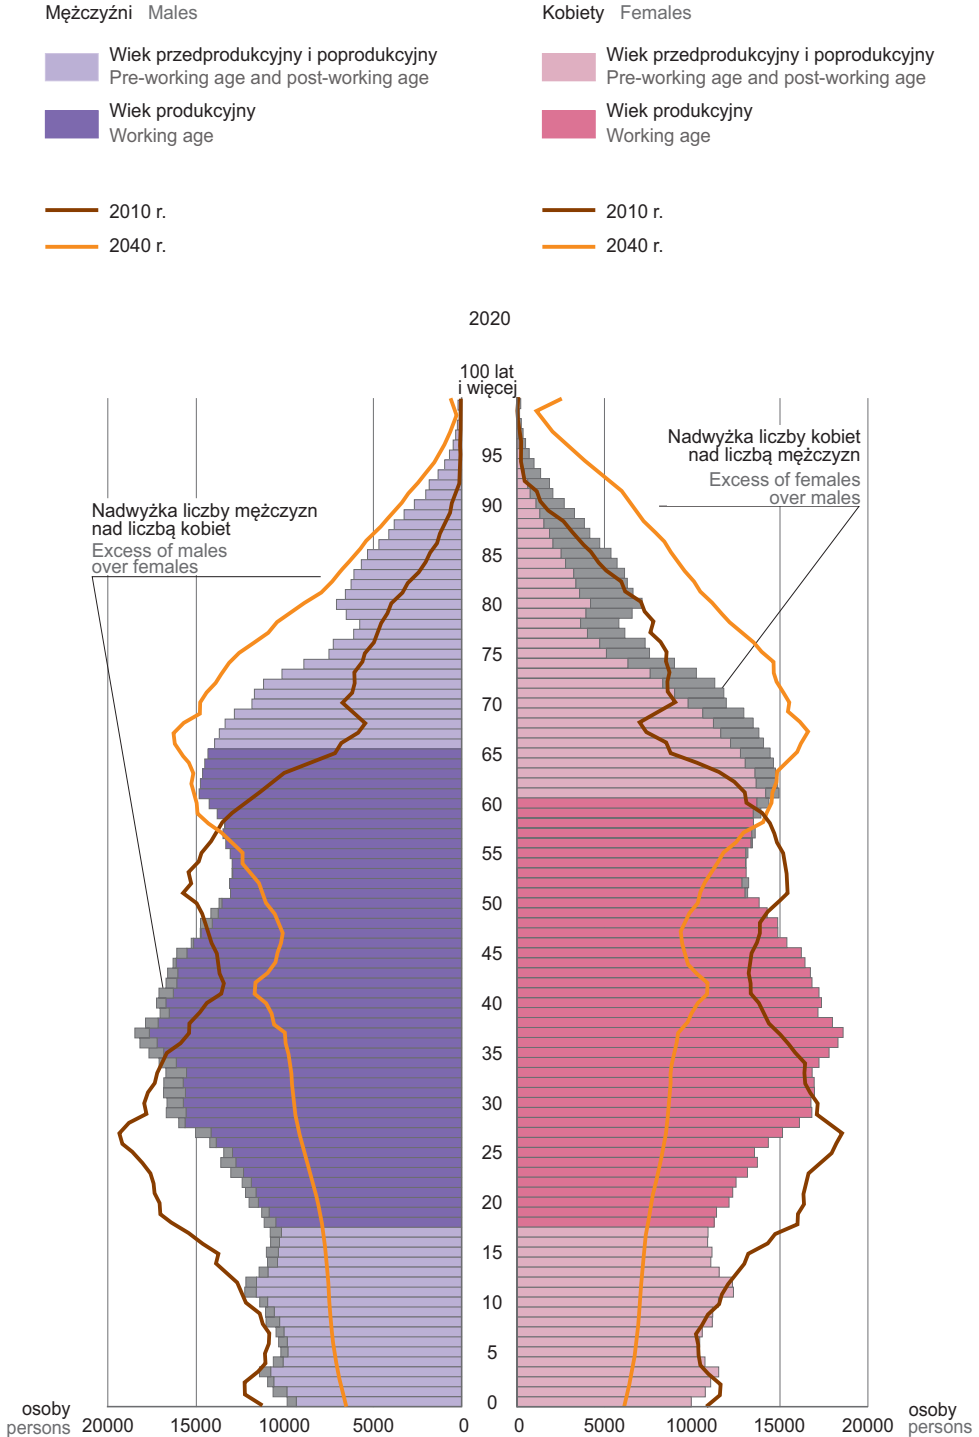 Mężczyźni Males
Wiek przedprodukcyjny i poprodukcyjny
Pre-working age and post-working age
Wiek produkcyjny
Working age
2010 r.
2040 r.
Kobiety Females
Wiek przedprodukcyjny i poprodukcyjny
Pre-working age and post-working age
Wiek produkcyjny
Working age
2010 r.
2040 r.
2020
100 lat
i więcej
Nadwyżka liczby mężczyzn
nad liczbą kobiet
Excess of males
over females
Nadwyżka liczby kobiet
nad liczbą mężczyzn
Excess of females
over males
95
90
85
80
75
70
65
60
55
50
45
40
35
30
25
20
15
10
5
0
osoby
persons
20000 15000 10000 5000 0
0 5000 10000 15000 20000
osoby
persons